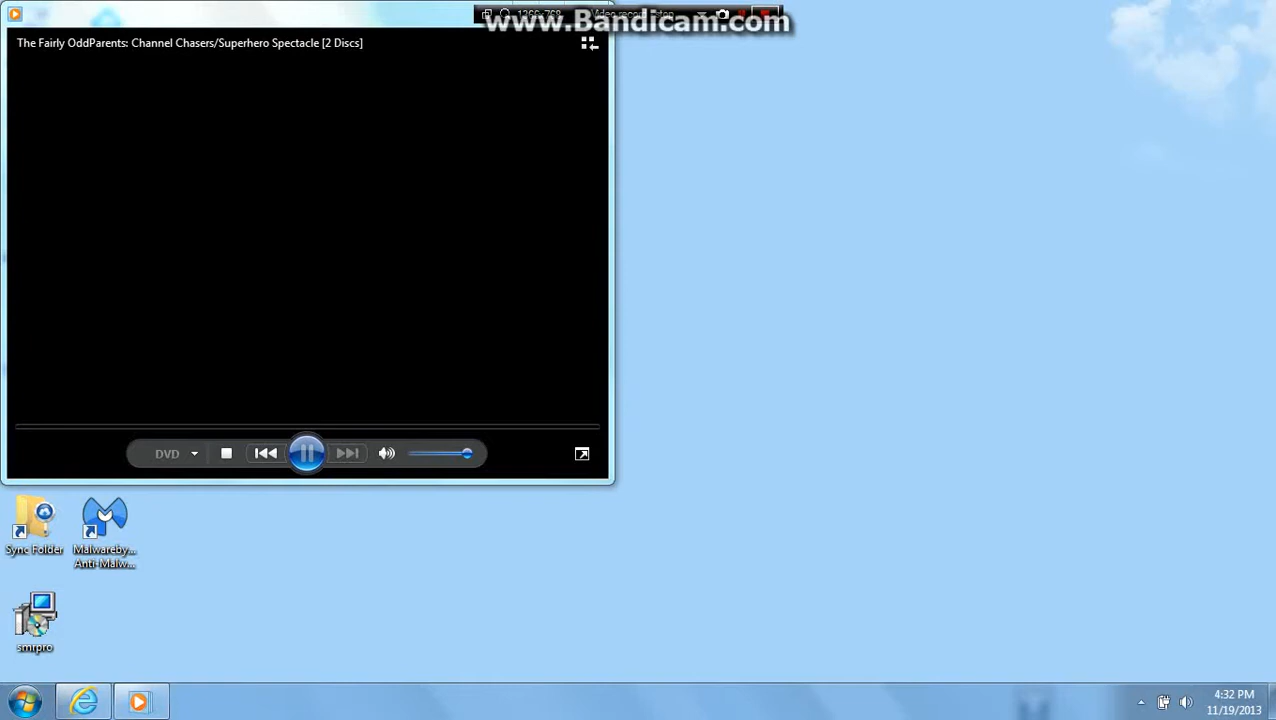 www.Bandicam.com
The Fairly OddParents: Channel Chasers/Superhero Spectacle [2 Discs]
DVD
Sync Folder
Malwareby...
Anti-Malw...
smrpro
4:32 PM
11/19/2013